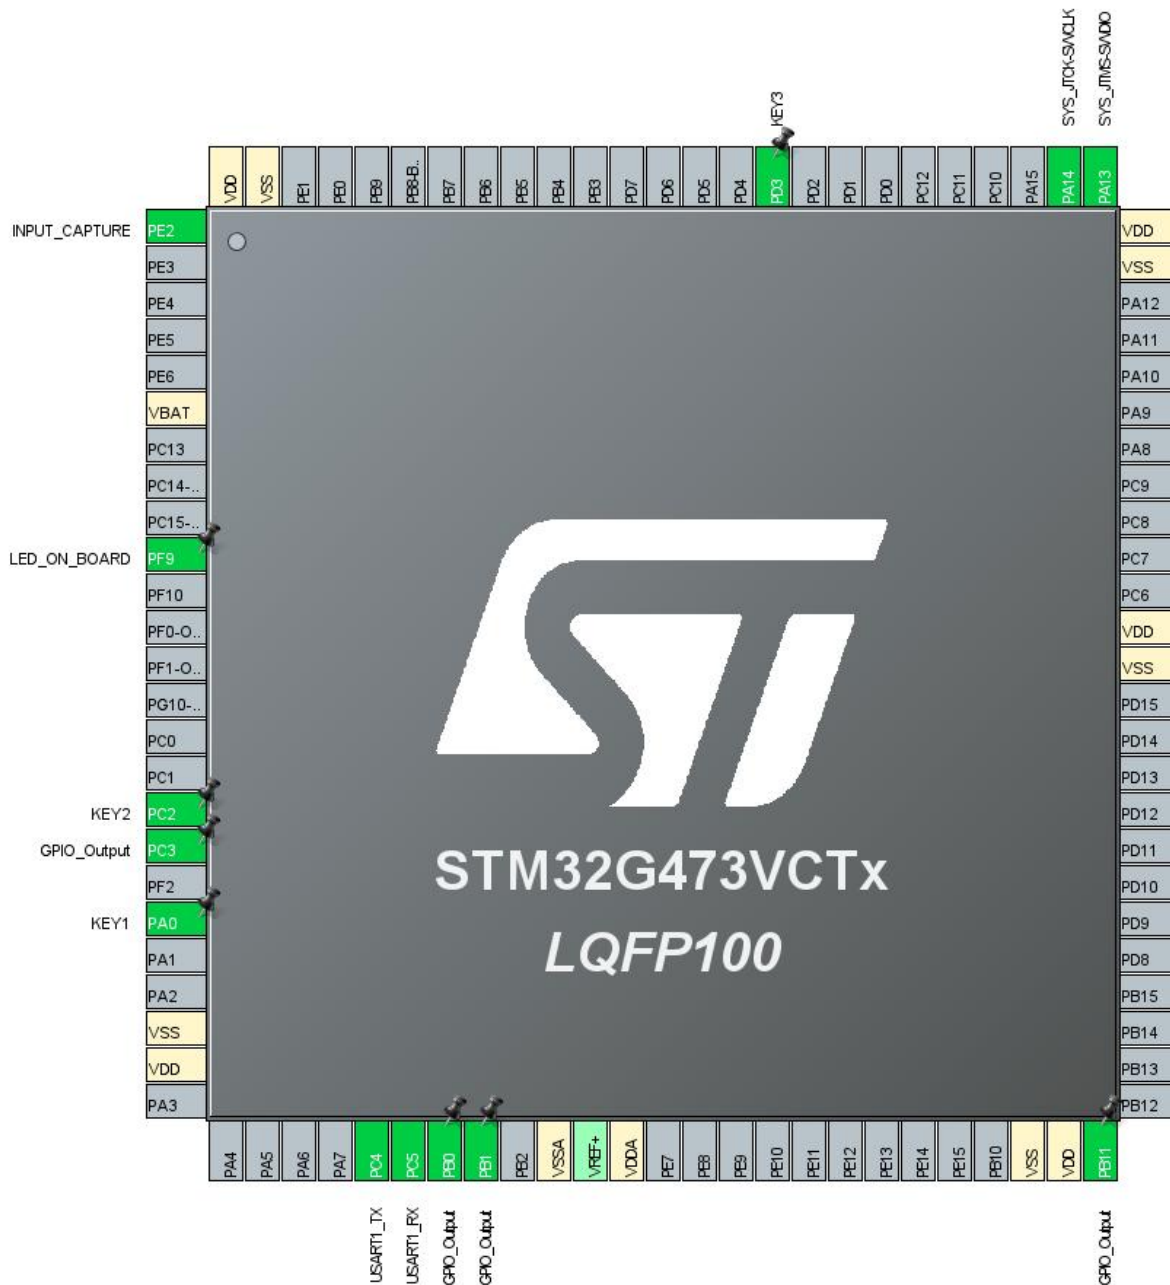 SYS_JTCK-SWCLK
SYS_JTMS-SWDIO
KEY3
VDD
VSS
PE1
PE0
PB9
PB8-B..
PB7
PB6
PB5
PB4
PB3
PD7
PD6
PD5
PD4
PD3
PD2
PD1
PD0
PC12
PC11
PC10
PA15
PA14
PA13
INPUT_CAPTURE
PE2
PE3
PE4
PE5
PE6
VBAT
PC13
PC14-..
PC15-..
LED_ON_BOARD
PF9
PF10
PF0-O..
PF1-O..
PG10-..
PC0
PC1
KEY2
PC2
GPIO_Output
PC3
PF2
KEY1
PA0
PA1
PA2
VSS
VDD
PA3
ST
STM32G473VCTx
LQFP100
VDD
VSS
PA12
PA11
PA10
PA9
PA8
PC9
PC8
PC7
PC6
VDD
VSS
PD15
PD14
PD13
PD12
PD11
PD10
PD9
PD8
PB15
PB14
PB13
PB12
PA4
PA5
PA6
PA7
PC4
PC5
PB0
PB1
PB2
VSSA
VREF+
VDDA
PE7
PE8
PE9
PE10
PE11
PE12
PE13
PE14
PE15
PB10
VSS
VDD
PB11
USART1_TX
USART1_RX
GPIO_Output
GPIO_Output
GPIO_Output